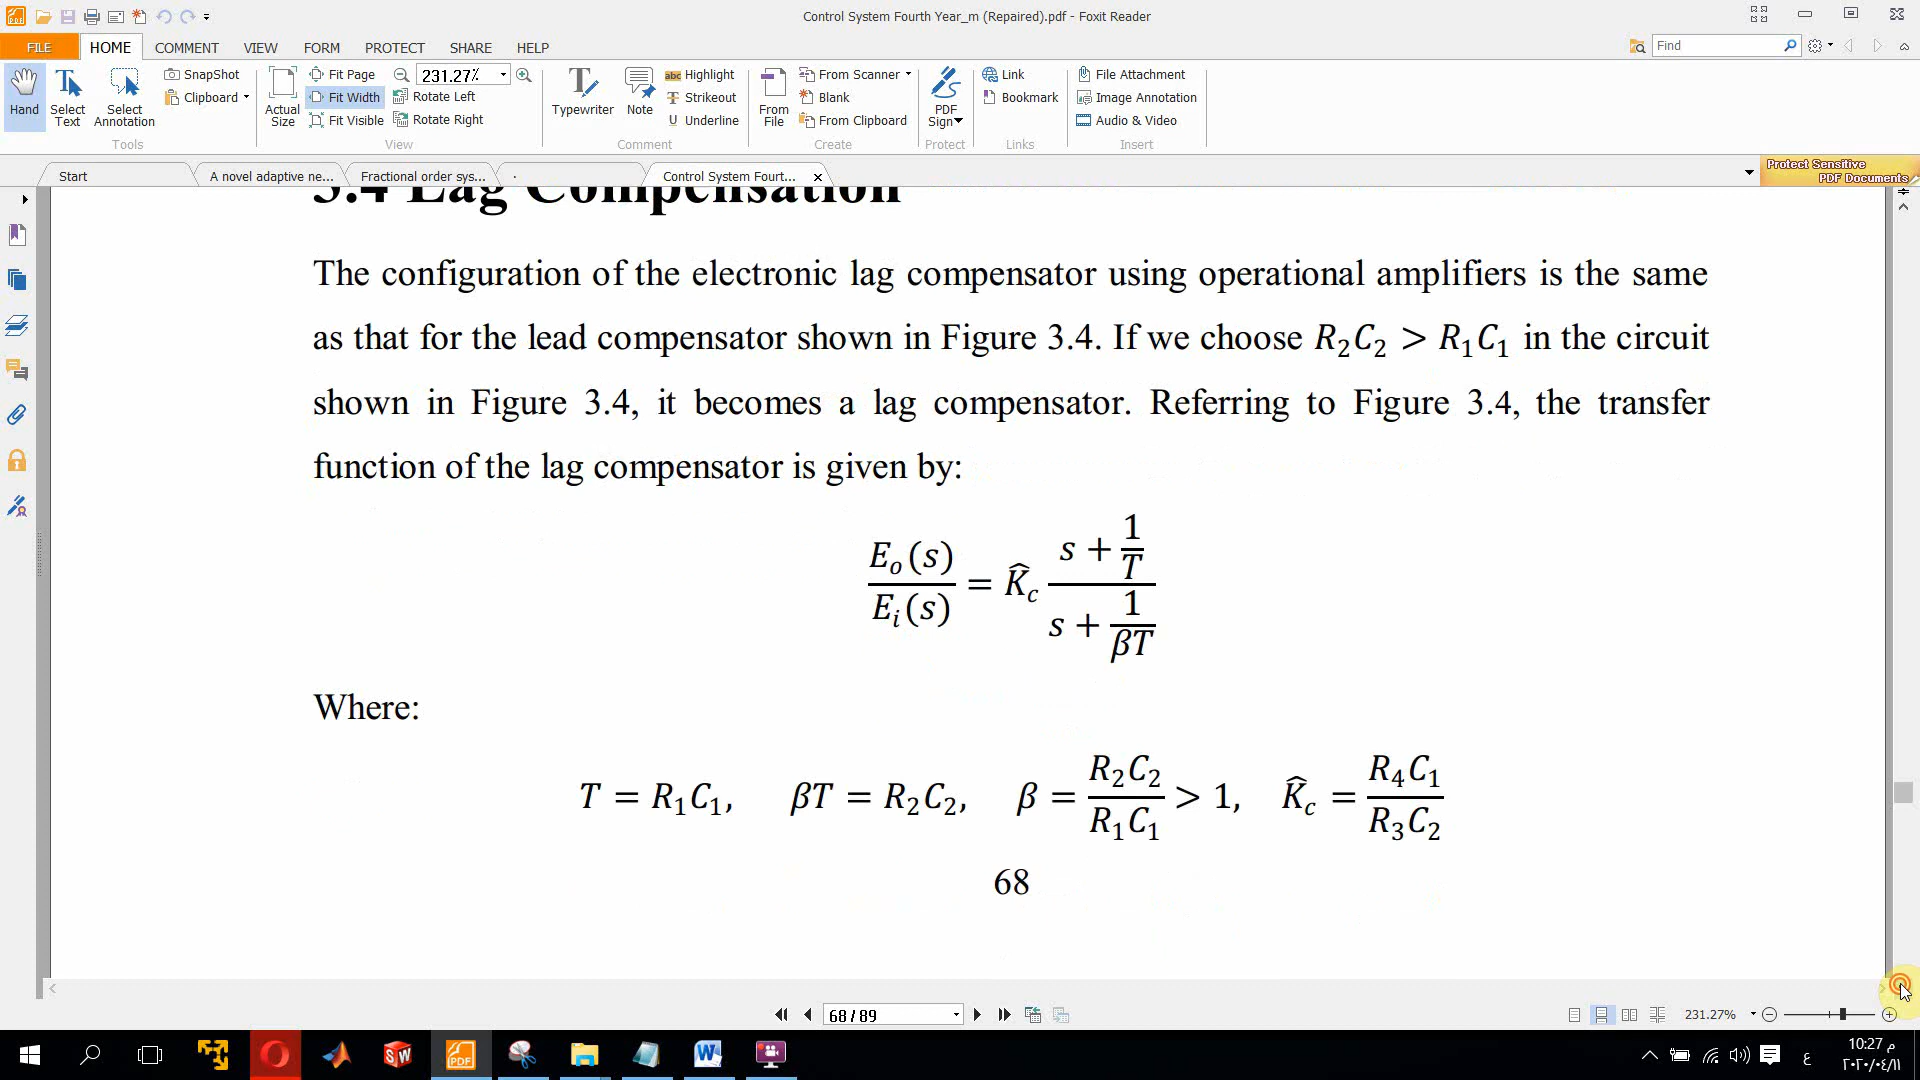 Control System Fourth Year_m (Repaired).pdf - Foxit Reader
FILE HOME COMMENT VIEW FORM PROTECT SHARE HELP
Find
Hand
Select Text
Select Annotation
SnapShot
Clipboard
Tools
Actual Size
Fit Page
Fit Width
Fit Visible
231.27%
Rotate Left
Rotate Right
View
Typewriter
Note
Highlight
Strikeout
Underline
Comment
From File
From Scanner
Blank
From Clipboard
Create
PDF Sign
Protect
Link
Bookmark
Links
File Attachment
Image Annotation
Audio & Video
Insert
Start
A novel adaptive ne...
Fractional order sys...
Control System Fourt...
Protect Sensitive
PDF Documents
3.4 Lag Compensation
The configuration of the electronic lag compensator using operational amplifiers is the same
as that for the lead compensator shown in Figure 3.4. If we choose R₂C₂ > R₁C₁ in the circuit
shown in Figure 3.4, it becomes a lag compensator. Referring to Figure 3.4, the transfer
function of the lag compensator is given by:
E_o(s)/E_i(s) = K̂_c (s + 1/T)/(s + 1/βT)
Where:
T = R₁C₁, βT = R₂C₂, β = R₂C₂/R₁C₁ > 1, K̂_c = R₄C₁/R₃C₂
68
68 / 89
231.27%
ع
10:27 م
٢٠٢٠/٠٤/١١